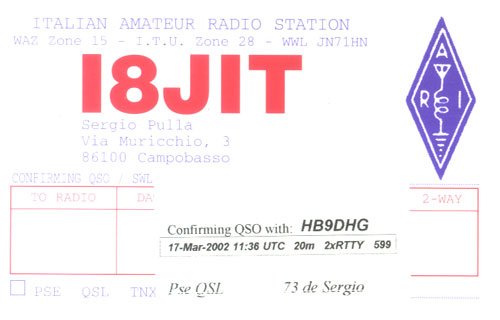 ITALIAN AMATEUR RADIO STATION
WAZ Zone 15 - I.T.U. Zone 28 - WWL JN71HN
I8JIT
A
R I
Sergio Pulla
Via Muricchio, 3
86100 Campobasso
CONFIRMING QSO / SWL
TO RADIO DA 2-WAY
Confirming QSO with: HB9DHG
17-Mar-2002 11:36 UTC 20m 2xRTTY 599
PSE QSL TNX
Pse QSL 73 de Sergio